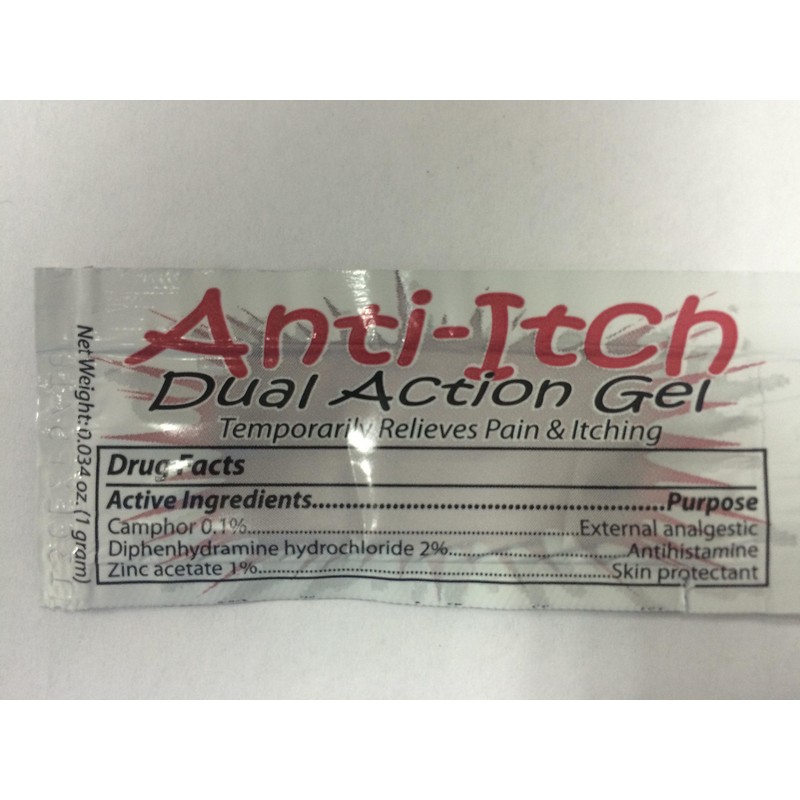 Anti-Itch
Dual Action Gel
Temporarily Relieves Pain & Itching
Net Weight: 0.034 oz. (1 gram)
Drug Facts
Active Ingredients....................................................Purpose
Camphor 0.1%....................................................External analgestic
Diphenhydramine hydrochloride 2%...........................Antihistamine
Zinc acetate 1%....................................................Skin protectant